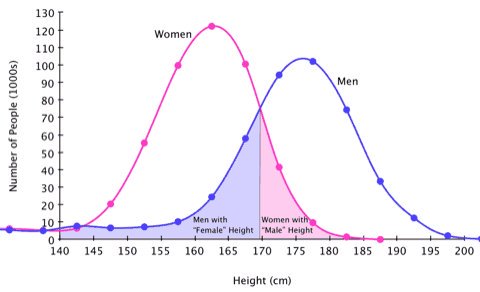 130
120
110
100
90
80
70
60
50
40
30
20
10
0
Number of People (1000s)
Women
Men
Men with
"Female" Height
Women with
"Male" Height
140 145 150 155 160 165 170 175 180 185 190 195 200
Height (cm)